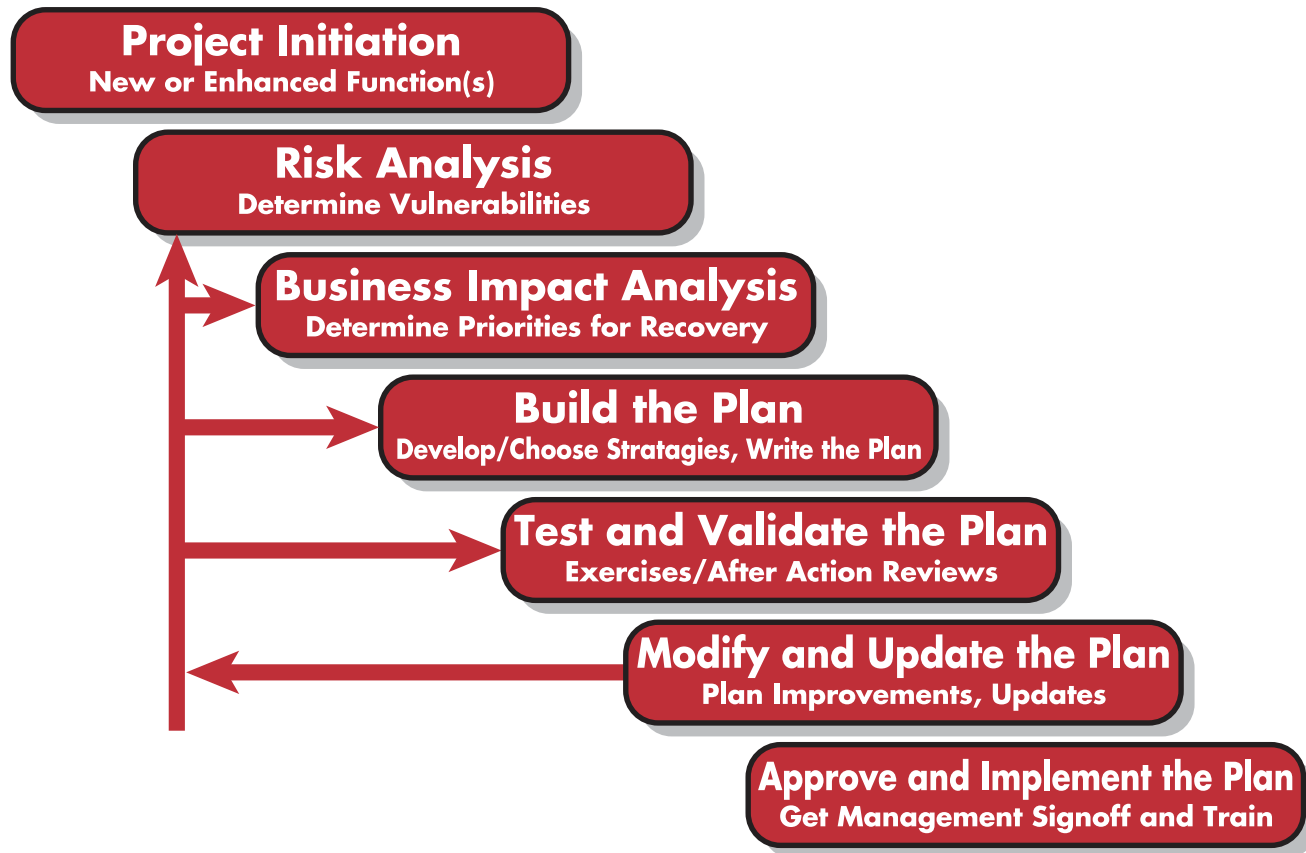 Project Initiation
New or Enhanced Function(s)
Risk Analysis
Determine Vulnerabilities
Business Impact Analysis
Determine Priorities for Recovery
Build the Plan
Develop/Choose Stratagies, Write the Plan
Test and Validate the Plan
Exercises/After Action Reviews
Modify and Update the Plan
Plan Improvements, Updates
Approve and Implement the Plan
Get Management Signoff and Train